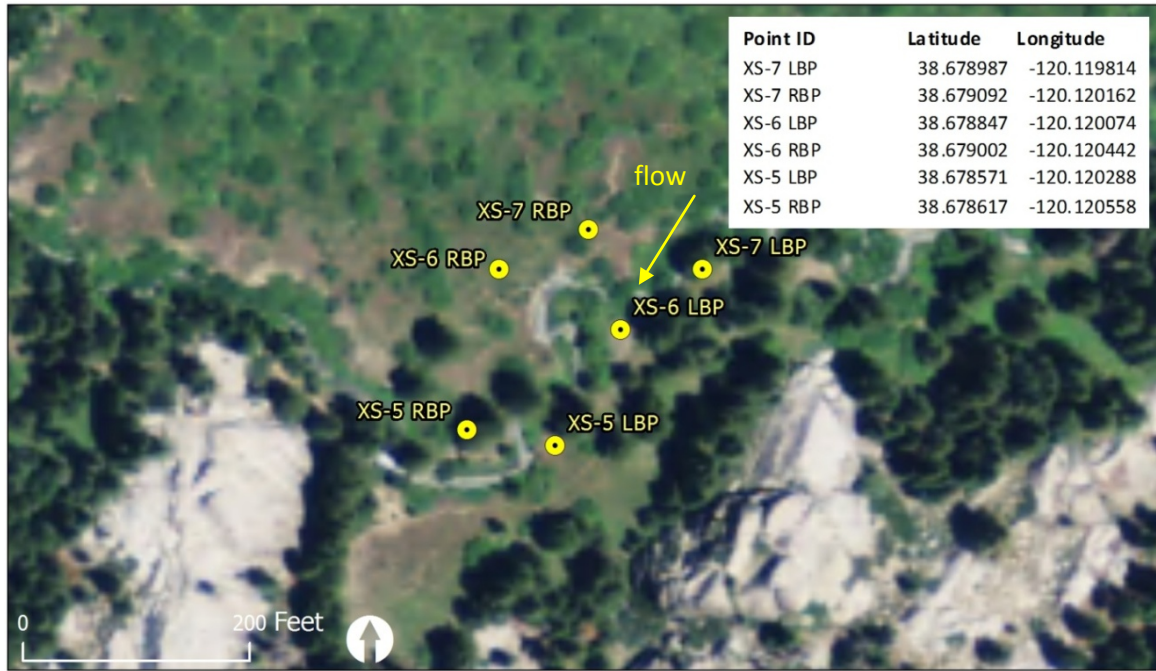 Point ID Latitude Longitude
XS-7 LBP 38.678987 -120.119814
XS-7 RBP 38.679092 -120.120162
XS-6 LBP 38.678847 -120.120074
XS-6 RBP 38.679002 -120.120442
XS-5 LBP 38.678571 -120.120288
XS-5 RBP 38.678617 -120.120558
flow
XS-7 RBP
XS-7 LBP
XS-6 RBP
XS-6 LBP
XS-5 RBP
XS-5 LBP
0 200 Feet